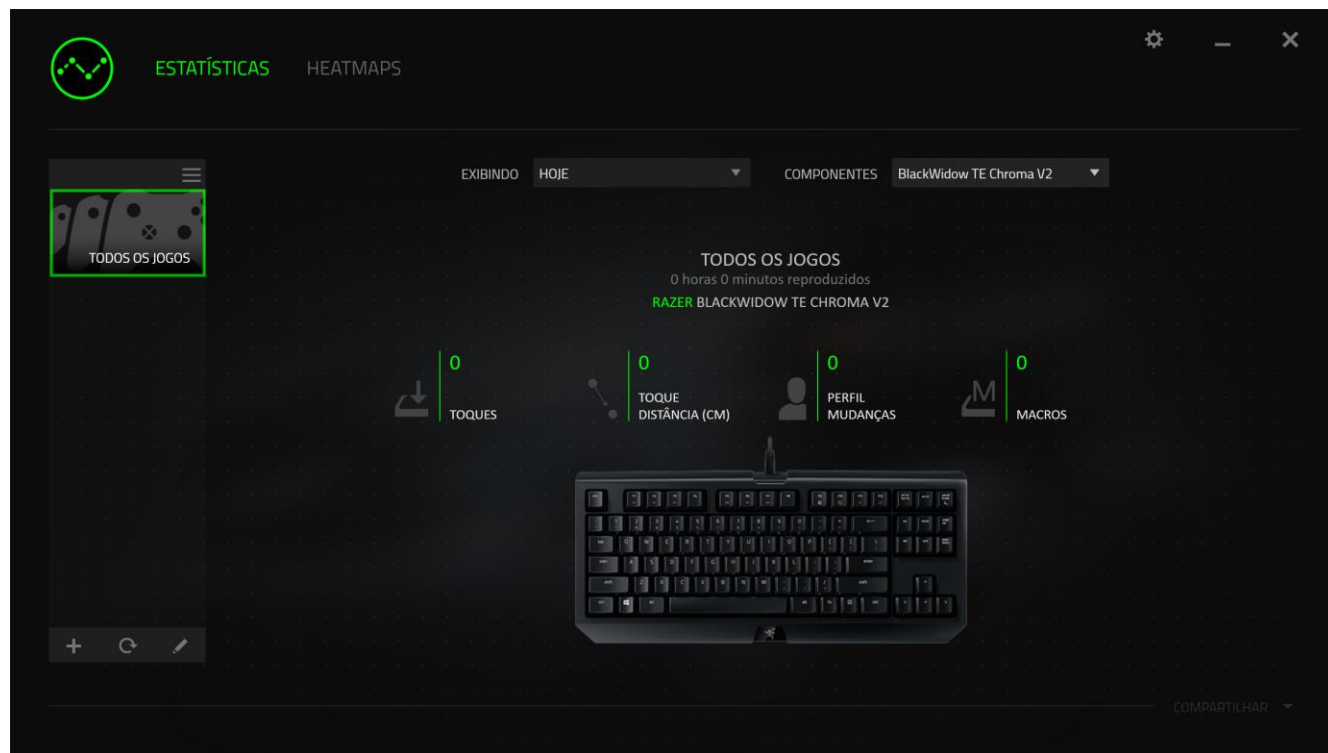 ESTATÍSTICAS HEATMAPS
EXIBINDO HOJE COMPONENTES BlackWidow TE Chroma V2
TODOS OS JOGOS
TODOS OS JOGOS
0 horas 0 minutos reproduzidos
RAZER BLACKWIDOW TE CHROMA V2
0
TOQUES
0
TOQUE
DISTÂNCIA (CM)
0
PERFIL
MUDANÇAS
M
0
MACROS
COMPARTILHAR